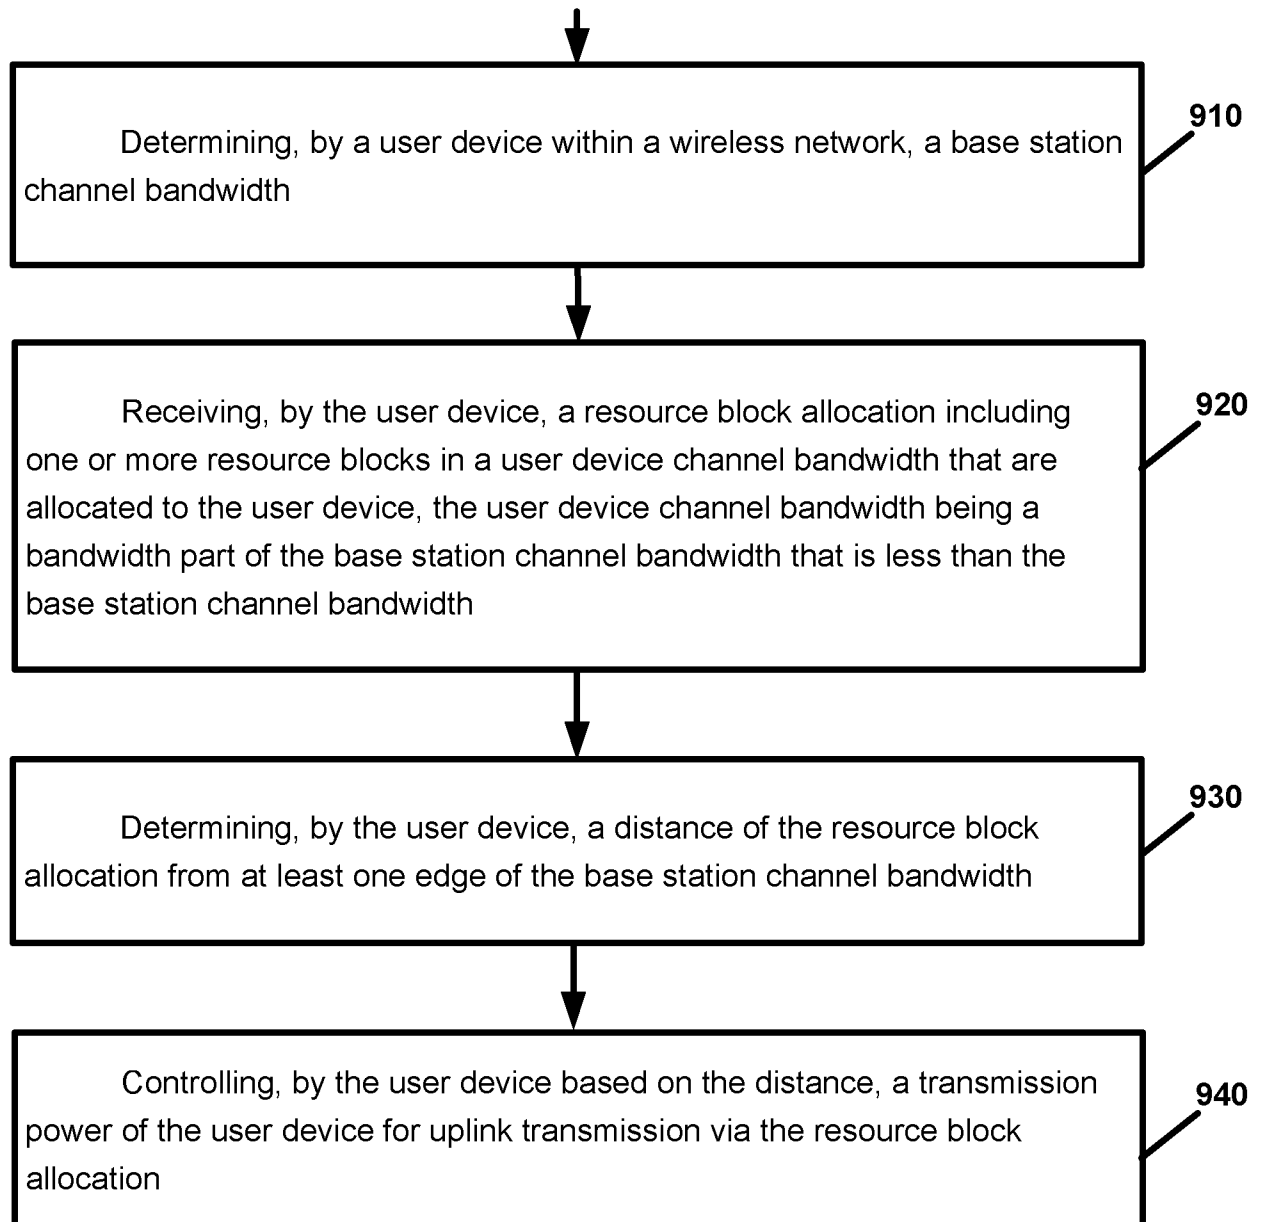 Determining, by a user device within a wireless network, a base station
channel bandwidth
910
Receiving, by the user device, a resource block allocation including
one or more resource blocks in a user device channel bandwidth that are
allocated to the user device, the user device channel bandwidth being a
bandwidth part of the base station channel bandwidth that is less than the
base station channel bandwidth
920
Determining, by the user device, a distance of the resource block
allocation from at least one edge of the base station channel bandwidth
930
Controlling, by the user device based on the distance, a transmission
power of the user device for uplink transmission via the resource block
allocation
940